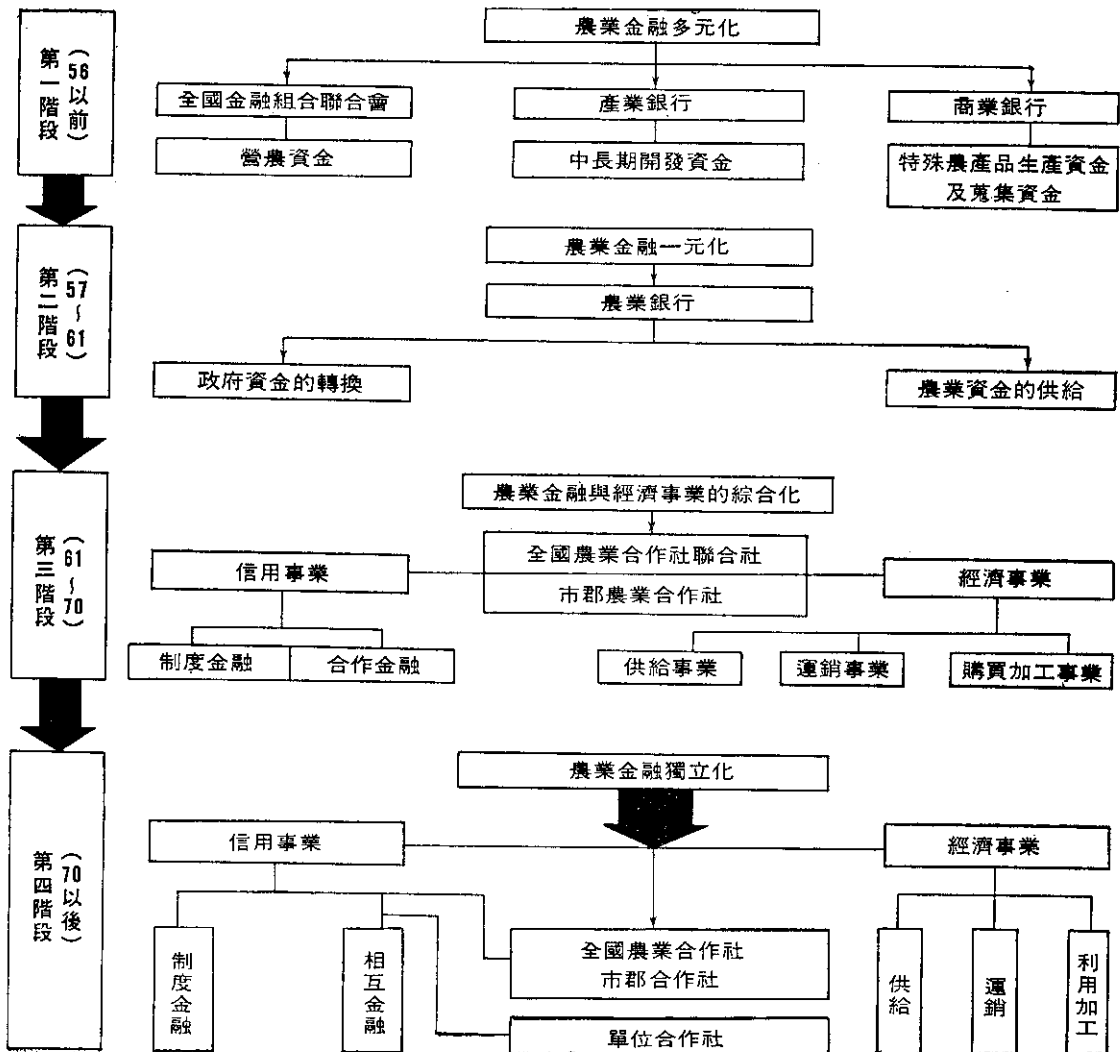 第一階段
(56以前)
農業金融多元化
全國金融組合聯合會
產業銀行
商業銀行
營農資金
中長期開發資金
特殊農產品生產資金
及蒐集資金
第二階段
(57~61)
農業金融一元化
農業銀行
政府資金的轉換
農業資金的供給
第三階段
(61~70)
農業金融與經濟事業的綜合化
全國農業合作社聯合社
市郡農業合作社
信用事業
經濟事業
制度金融
合作金融
供給事業
運銷事業
購買加工事業
第四階段
(70以後)
農業金融獨立化
信用事業
經濟事業
制度金融
相互金融
全國農業合作社
市郡合作社
單位合作社
供給
運銷
利用加工